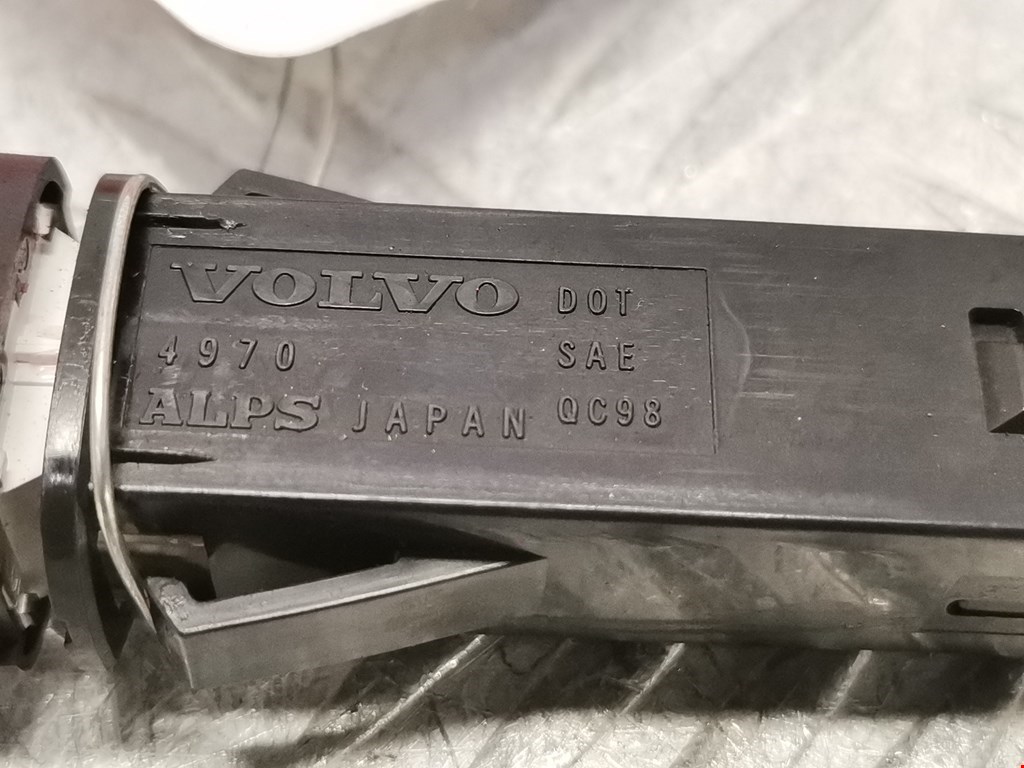 VOLVO DOT
4970 SAE
ALPS JAPAN QC98